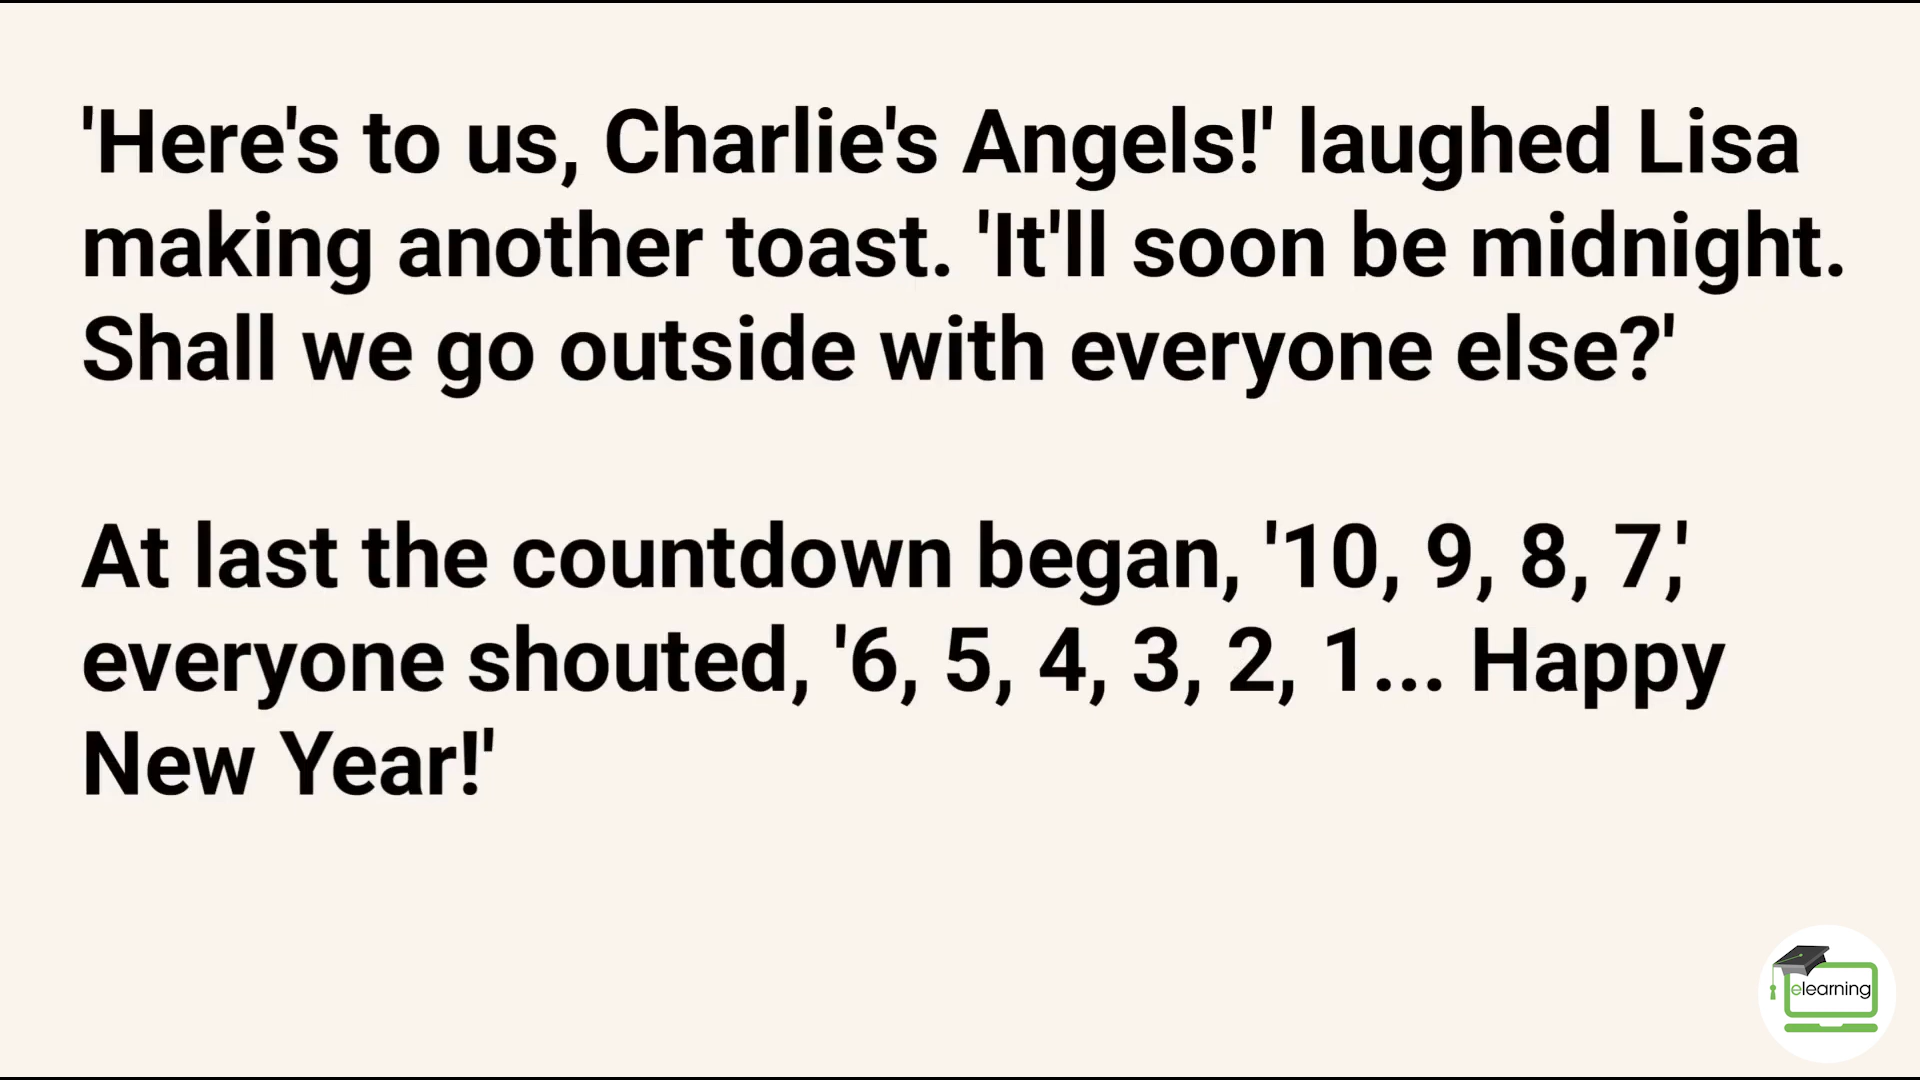 'Here's to us, Charlie's Angels!' laughed Lisa
making another toast. 'It'll soon be midnight.
Shall we go outside with everyone else?'
At last the countdown began, '10, 9, 8, 7,'
everyone shouted, '6, 5, 4, 3, 2, 1... Happy
New Year!'
elearning